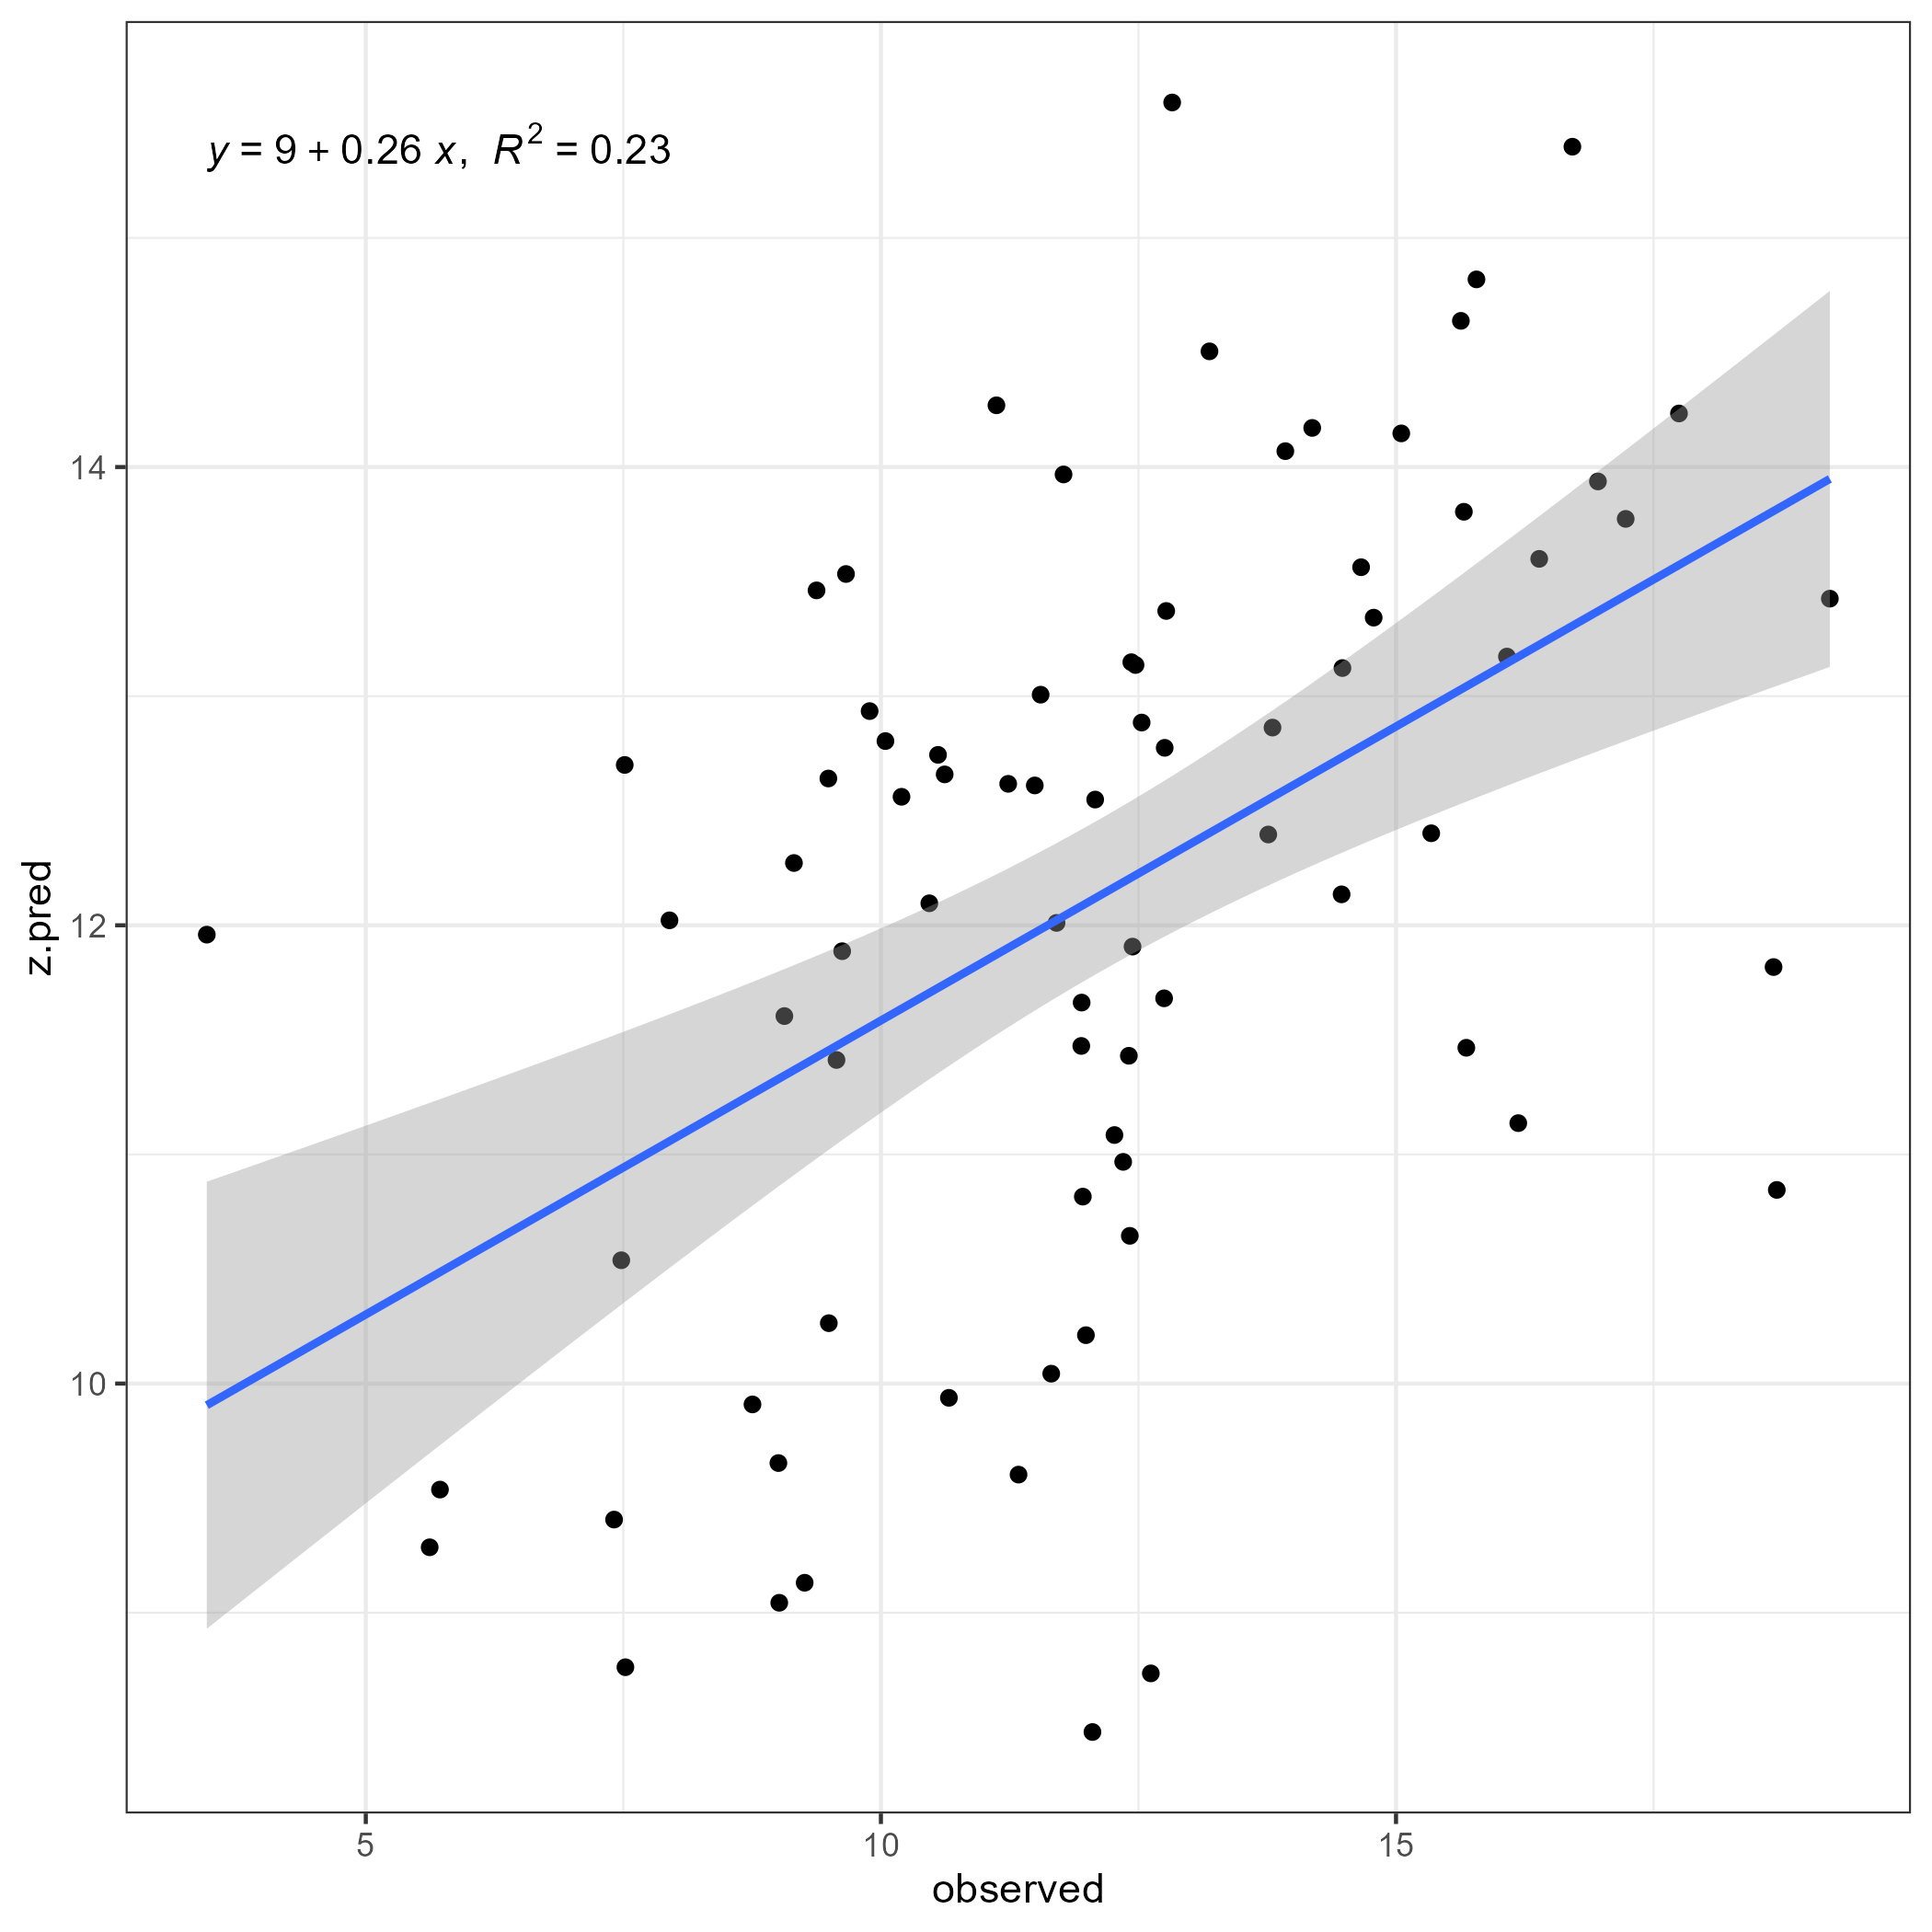 y = 9 + 0.26 x, R² = 0.23
14
12
10
z.pred
5 10 15
observed